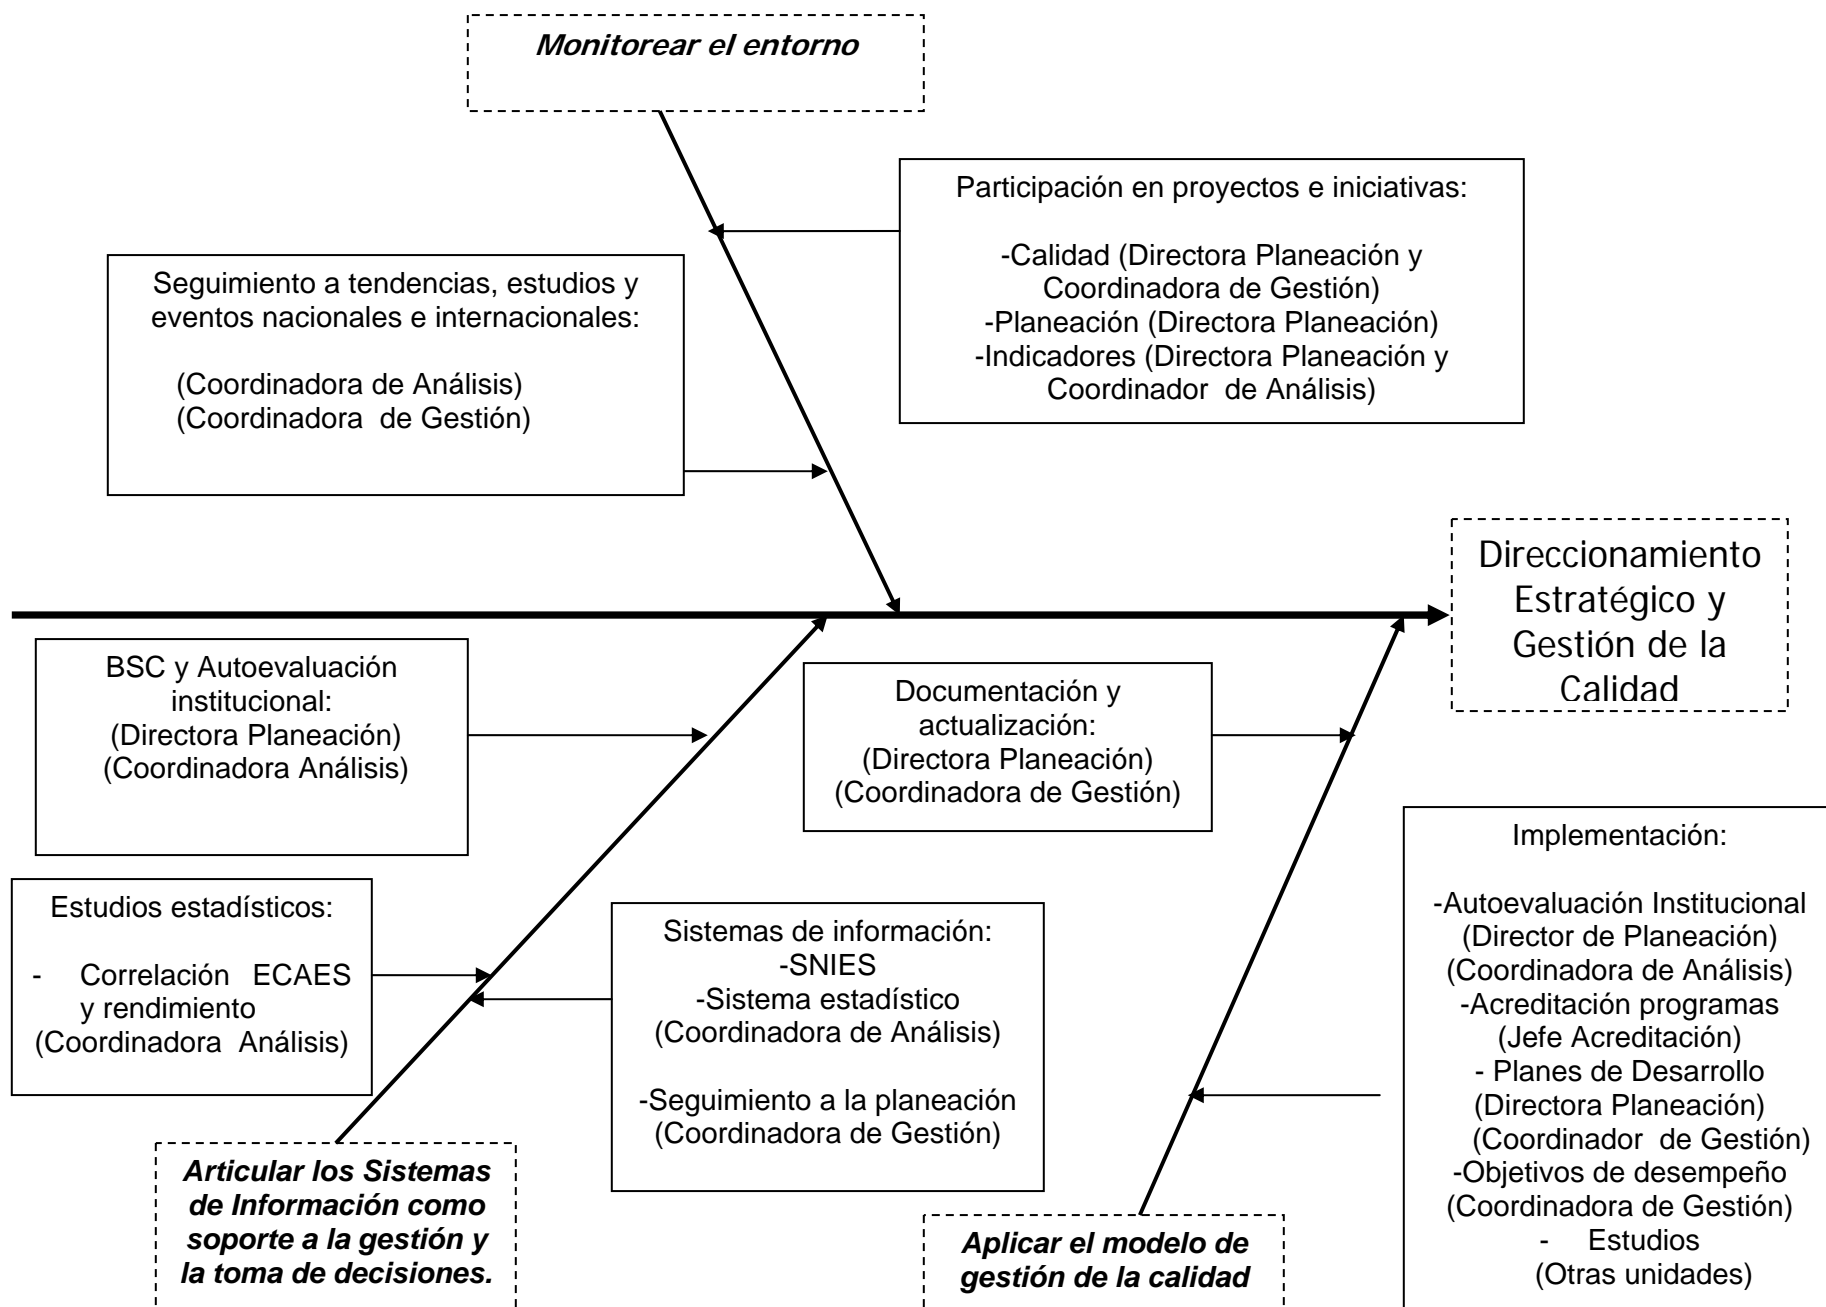 Monitorear el entorno
Participación en proyectos e iniciativas:
-Calidad (Directora Planeación y
Coordinadora de Gestión)
-Planeación (Directora Planeación)
-Indicadores (Directora Planeación y
Coordinador de Análisis)
Seguimiento a tendencias, estudios y
eventos nacionales e internacionales:
(Coordinadora de Análisis)
(Coordinadora de Gestión)
Direccionamiento
Estratégico y
Gestión de la
Calidad
BSC y Autoevaluación
institucional:
(Directora Planeación)
(Coordinadora Análisis)
Documentación y
actualización:
(Directora Planeación)
(Coordinadora de Gestión)
Estudios estadísticos:
- Correlación ECAES
y rendimiento
(Coordinadora Análisis)
Sistemas de información:
-SNIES
-Sistema estadístico
(Coordinadora de Análisis)
-Seguimiento a la planeación
(Coordinadora de Gestión)
Implementación:
-Autoevaluación Institucional
(Director de Planeación)
(Coordinadora de Análisis)
-Acreditación programas
(Jefe Acreditación)
- Planes de Desarrollo
(Directora Planeación)
(Coordinador de Gestión)
-Objetivos de desempeño
(Coordinadora de Gestión)
- Estudios
(Otras unidades)
Articular los Sistemas
de Información como
soporte a la gestión y
la toma de decisiones.
Aplicar el modelo de
gestión de la calidad